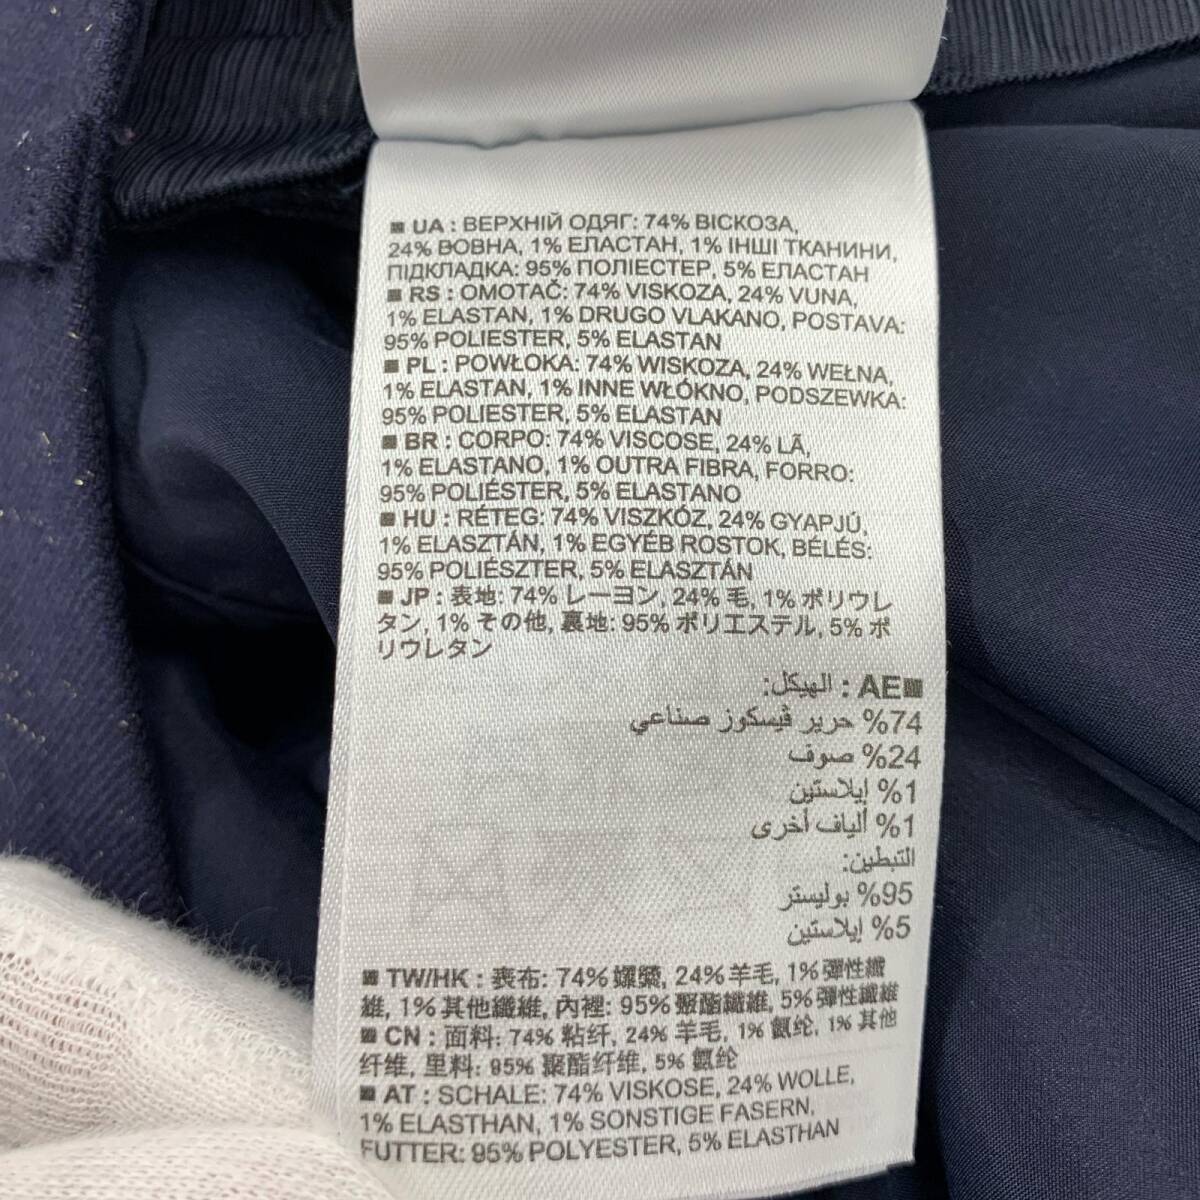 ■ UA : ВЕРХНІЙ ОДЯГ: 74% ВІСКОЗА,
24% ВОВНА, 1% ЕЛАСТАН, 1% ІНШІ ТКАНИНИ,
ПІДКЛАДКА: 95% ПОЛІЕСТЕР, 5% ЕЛАСТАН
■ RS : OMOTAČ: 74% VISKOZA, 24% VUNA,
1% ELASTAN, 1% DRUGO VLAKANO, POSTAVA:
95% POLIESTER, 5% ELASTAN
■ PL : POWŁOKA: 74% WISKOZA, 24% WEŁNA,
1% ELASTAN, 1% INNE WŁÓKNO, PODSZEWKA:
95% POLIESTER, 5% ELASTAN
■ BR : CORPO: 74% VISCOSE, 24% LÃ,
1% ELASTANO, 1% OUTRA FIBRA, FORRO:
95% POLIÉSTER, 5% ELASTANO
■ HU : RÉTEG: 74% VISZKÓZ, 24% GYAPJÚ,
1% ELASZTÁN, 1% EGYÉB ROSTOK, BÉLÉS:
95% POLIÉSZTER, 5% ELASZTÁN
■ JP : 表地: 74% レーヨン, 24% 毛, 1% ポリウレ
タン, 1% その他, 裏地: 95% ポリエステル, 5% ポ
リウレタン
■AE : الهيكل:
74% حرير ڤيسكوز صناعي
24% صوف
1% إيلاستين
1% ألياف أخرى
التبطين:
95% بوليستر
5% إيلاستين
■ TW/HK : 表布: 74% 嫘縈, 24% 羊毛, 1% 彈性纖
維, 1% 其他纖維, 內裡: 95% 聚酯纖維, 5% 彈性纖維
■ CN : 面料: 74% 粘纤, 24% 羊毛, 1% 氨纶, 1% 其他
纤维, 里料: 95% 聚酯纤维, 5% 氨纶
■ AT : SCHALE: 74% VISKOSE, 24% WOLLE,
1% ELASTHAN, 1% SONSTIGE FASERN,
FUTTER: 95% POLYESTER, 5% ELASTHAN